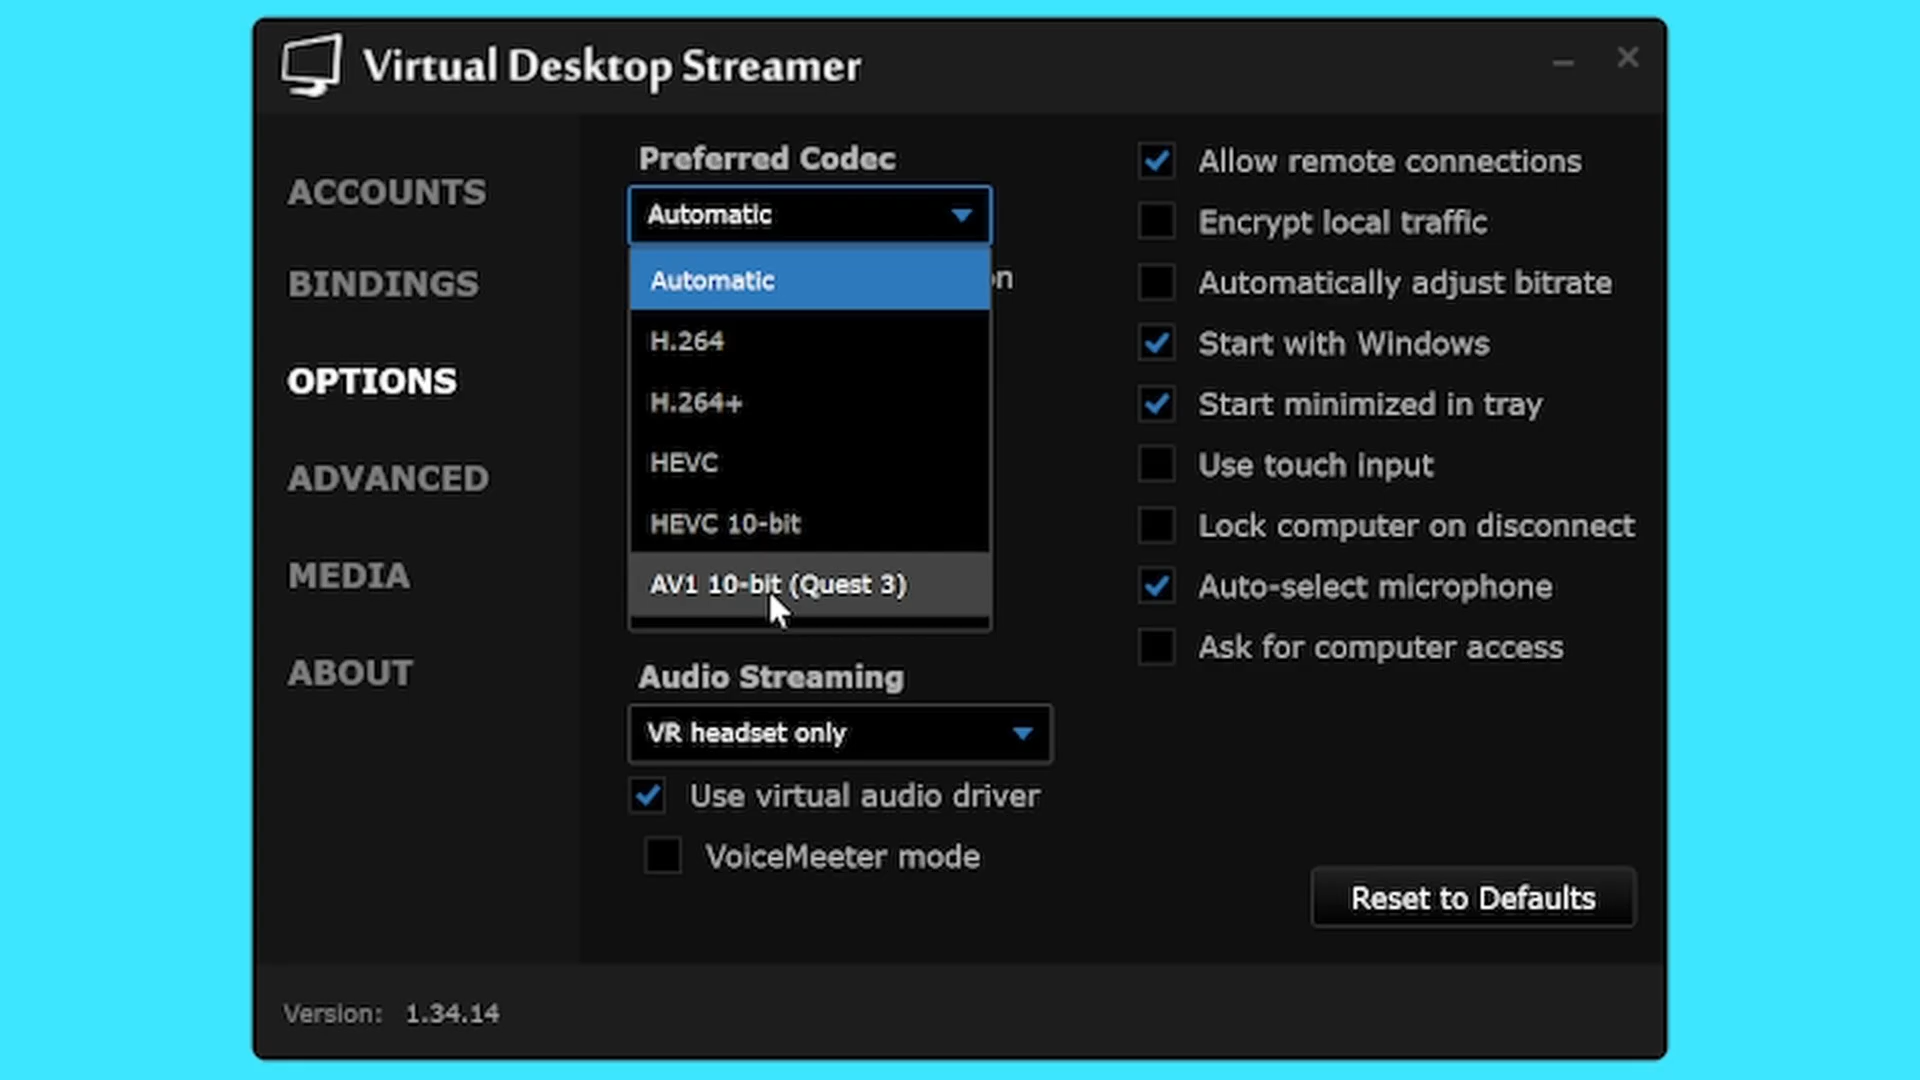 Virtual Desktop Streamer
ACCOUNTS
BINDINGS
OPTIONS
ADVANCED
MEDIA
ABOUT
Preferred Codec
Automatic
Automatic
H.264
H.264+
HEVC
HEVC 10-bit
AV1 10-bit (Quest 3)
Audio Streaming
VR headset only
Use virtual audio driver
VoiceMeeter mode
Allow remote connections
Encrypt local traffic
Automatically adjust bitrate
Start with Windows
Start minimized in tray
Use touch input
Lock computer on disconnect
Auto-select microphone
Ask for computer access
Reset to Defaults
Version: 1.34.14